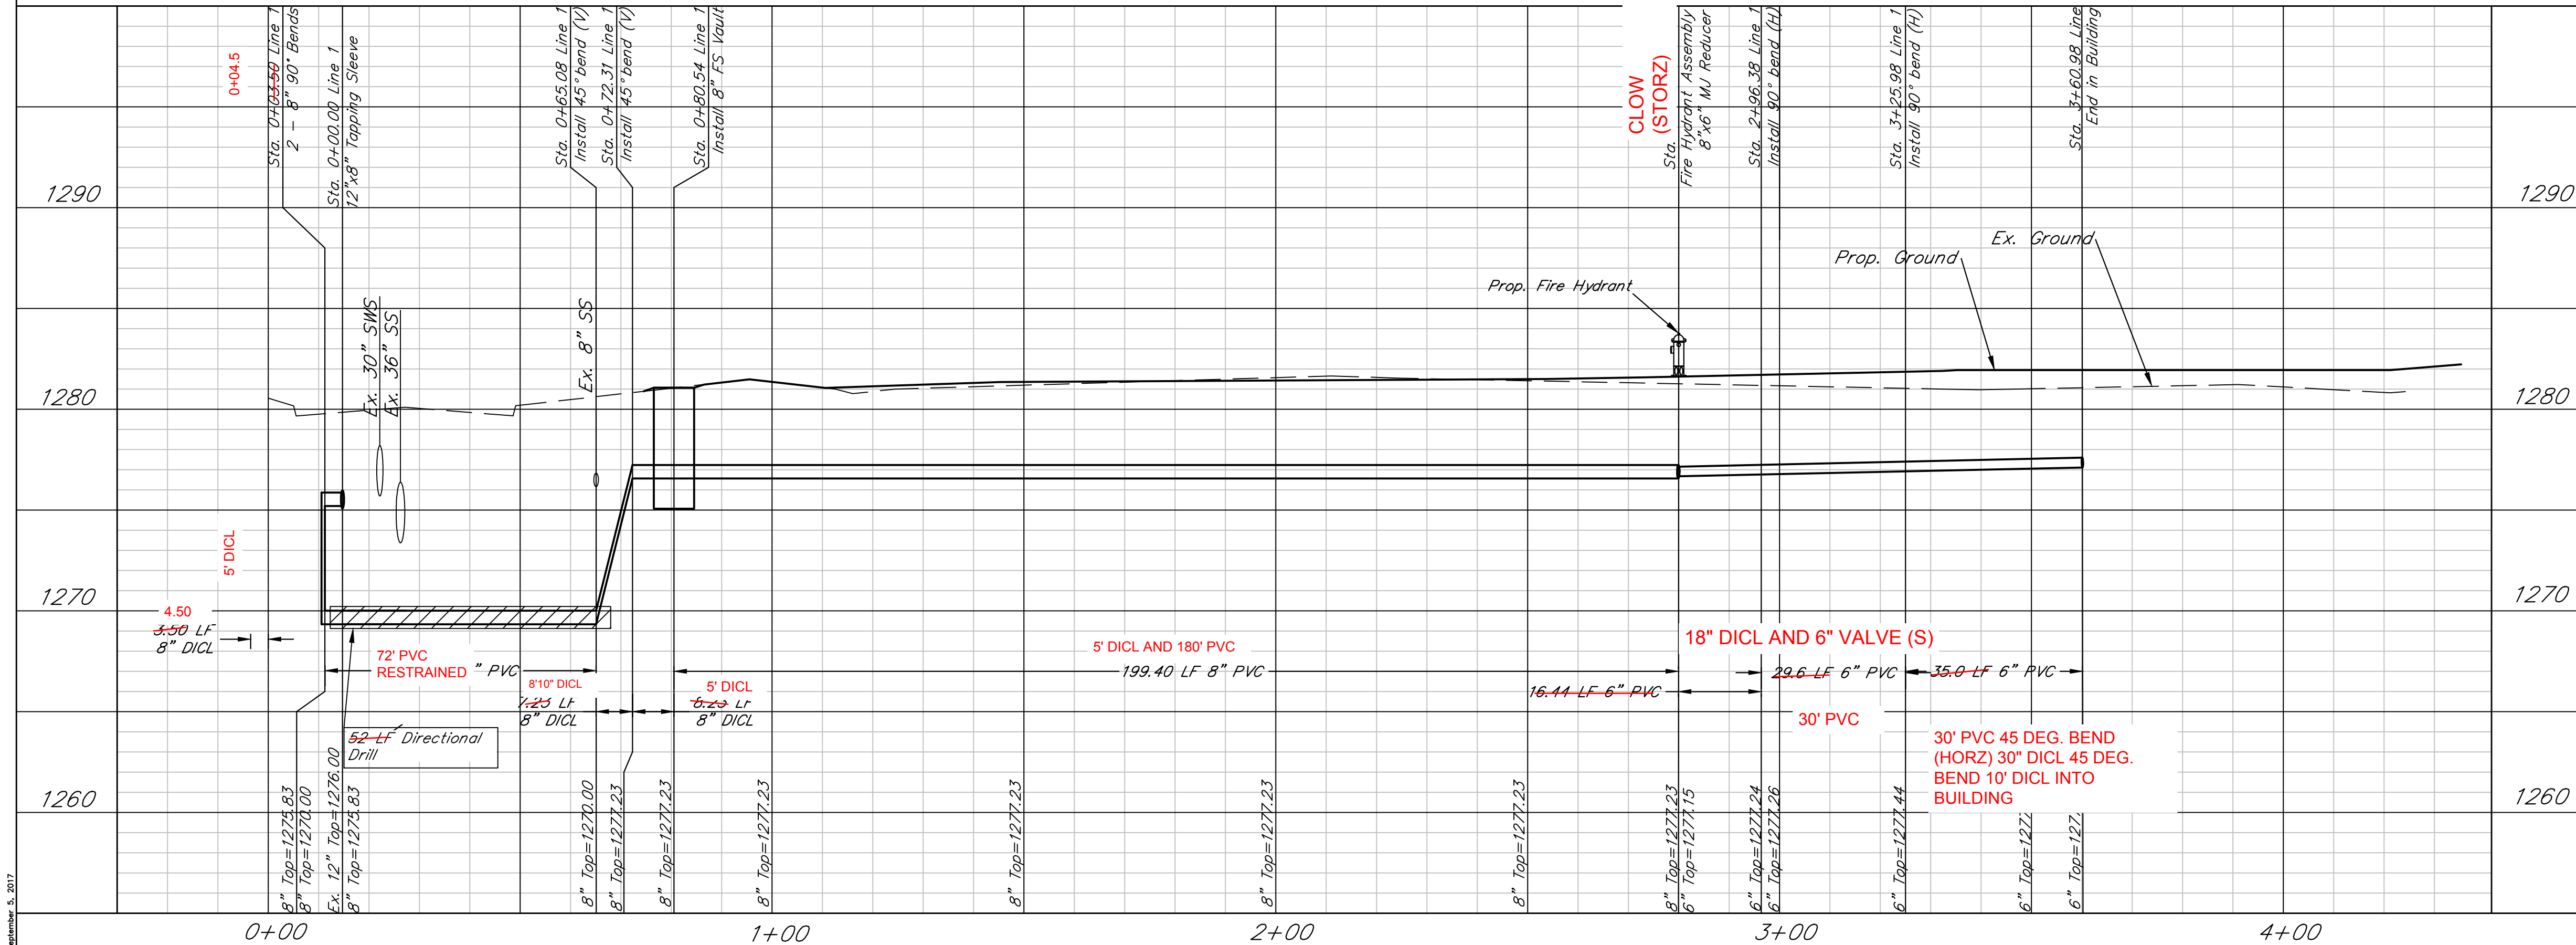 0+04.5
Sta. 0+03.50 Line 1
2 - 8" 90° Bends
Sta. 0+00.00 Line 1
12"x8" Tapping Sleeve
Sta. 0+65.08 Line 1
Install 45° bend (V)
Sta. 0+72.31 Line 1
Install 45° bend (V)
Sta. 0+80.54 Line 1
Install 8" FS Vault
CLOW
(STORZ)
Sta.
Fire Hydrant Assembly
8"x6" MJ Reducer
Sta. 2+96.38 Line 1
Install 90° bend (H)
Sta. 3+25.98 Line 1
Install 90° bend (H)
Sta. 3+60.98 Line
End in Building
1290
1290
Ex. 30" SWS
Ex. 36" SS
Ex. 8" SS
Prop. Fire Hydrant
Prop. Ground
Ex. Ground
1280
1280
5' DICL
1270
1270
4.50
3.50 LF
8" DICL
72' PVC
RESTRAINED " PVC
8'10" DICL
7.23 LF
8" DICL
5' DICL
8.23 LF
8" DICL
5' DICL AND 180' PVC
199.40 LF 8" PVC
18" DICL AND 6" VALVE (S)
16.44 LF 6" PVC
29.6 LF 6" PVC
35.0 LF 6" PVC
30' PVC
52 LF Directional
Drill
30' PVC 45 DEG. BEND
(HORZ) 30" DICL 45 DEG.
BEND 10' DICL INTO
BUILDING
1260
1260
8" Top=1275.83
8" Top=1270.00
Ex. 12" Top=1276.00
8" Top=1275.83
8" Top=1270.00
8" Top=1277.23
8" Top=1277.23
8" Top=1277.23
8" Top=1277.23
8" Top=1277.23
8" Top=1277.23
8" Top=1277.23
6" Top=1277.15
6" Top=1277.24
6" Top=1277.26
6" Top=1277.44
6" Top=1277
6" Top=1277.
0+00
1+00
2+00
3+00
4+00
eptember 5, 2017